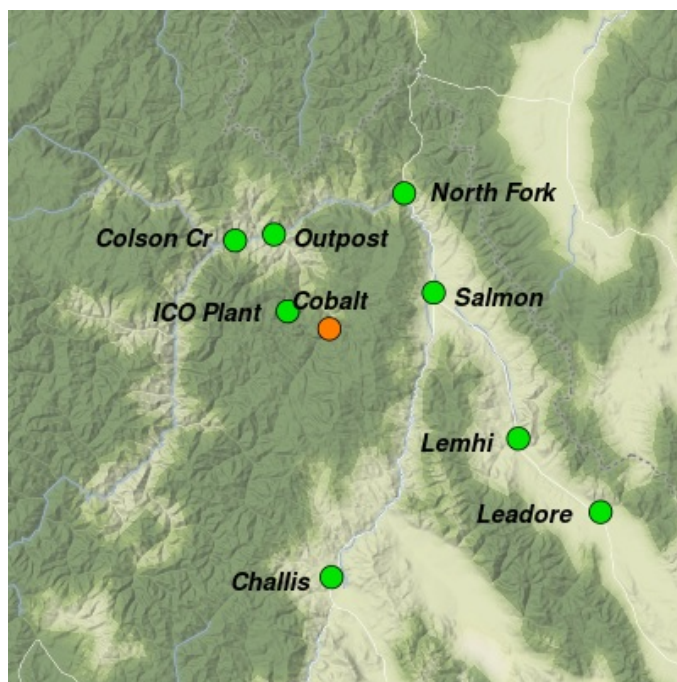 North Fork
Colson Cr
Outpost
ICO Plant
Cobalt
Salmon
Lemhi
Leadore
Challis